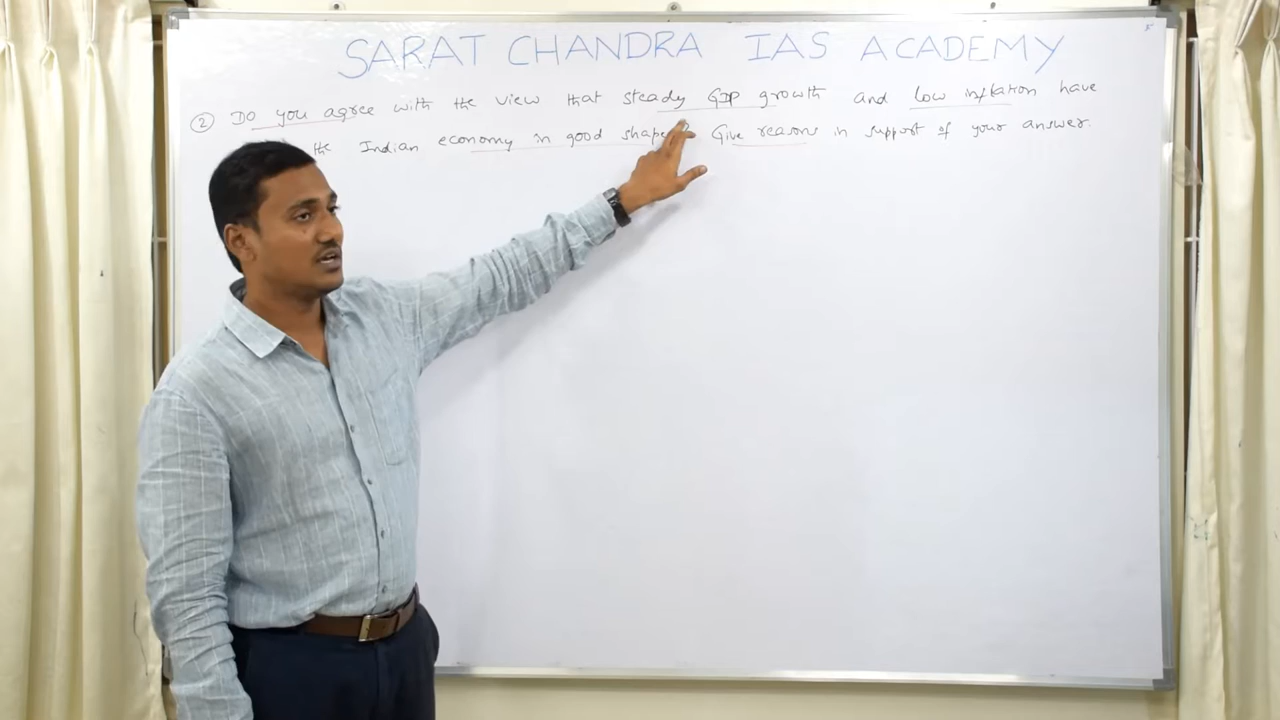 SARAT CHANDRA IAS ACADEMY
② Do you agree with the view that steady GDP growth and low inflation have
the Indian economy in good shape? Give reasons in support of your answer.